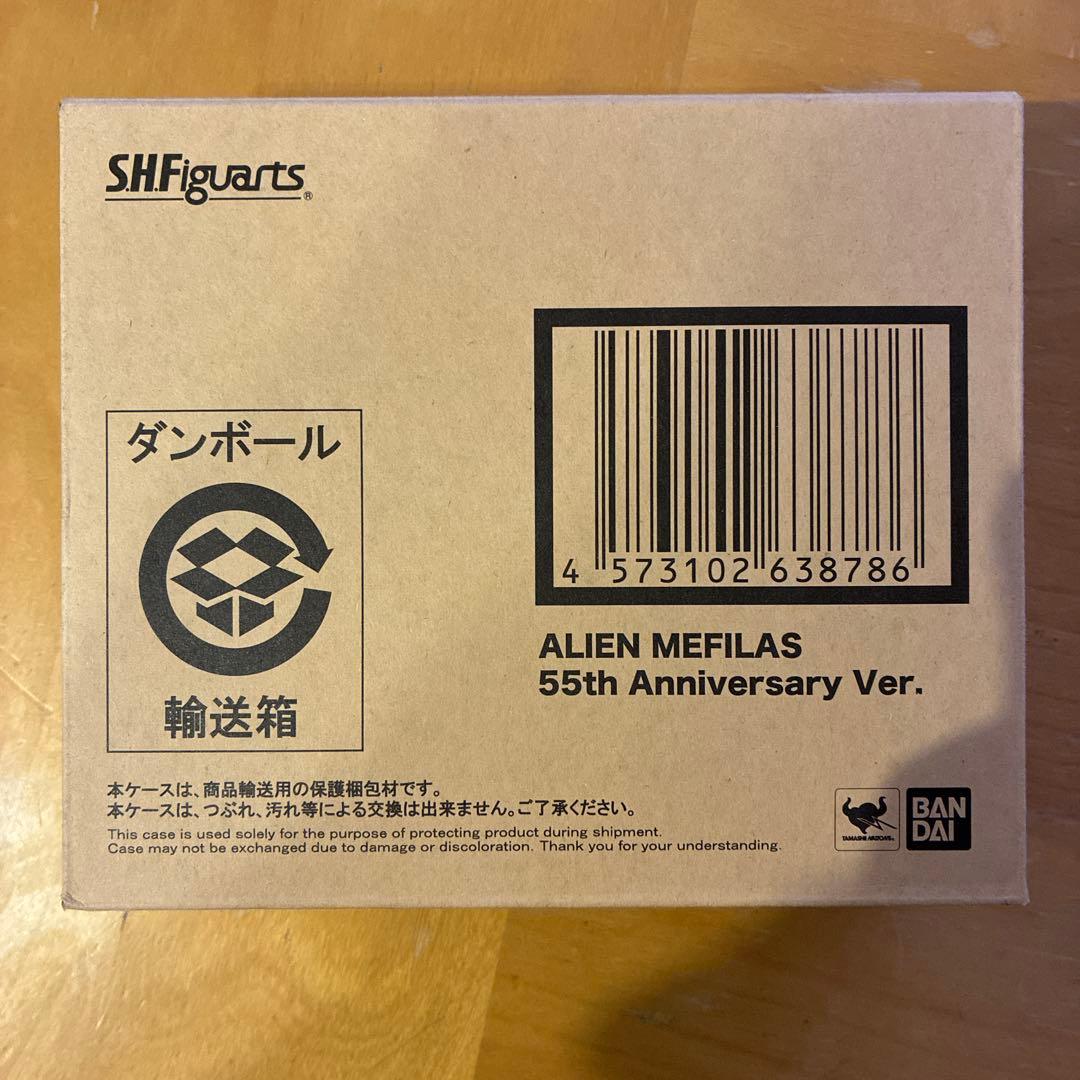 S.H.Figuarts®
4 573102 638786
ALIEN MEFILAS
55th Anniversary Ver.
ダンボール
輸送箱
本ケースは、商品輸送用の保護梱包材です。
本ケースは、つぶれ、汚れ等による交換は出来ません。ご了承ください。
This case is used solely for the purpose of protecting product during shipment.
Case may not be exchanged due to damage or discoloration. Thank you for your understanding.
TAMASHII NATIONS
BAN
DAI